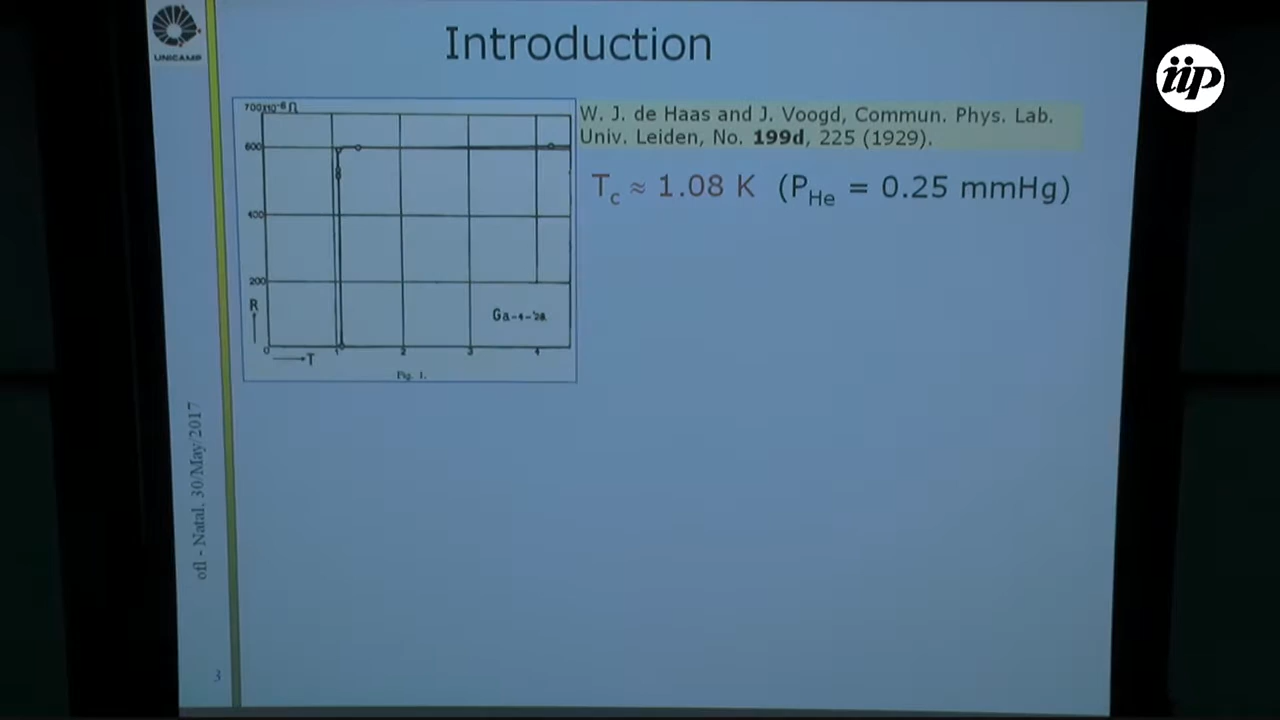 Introduction
UNICAMP
iip
W. J. de Haas and J. Voogd, Commun. Phys. Lab.
Univ. Leiden, No. 199d, 225 (1929).
Tc ≈ 1.08 K (PHe = 0.25 mmHg)
700x10⁻⁶ Ω
600
400
200
R
0 1 2 3 4
T
Fig. 1.
ofl - Natal. 30/May/2017
3